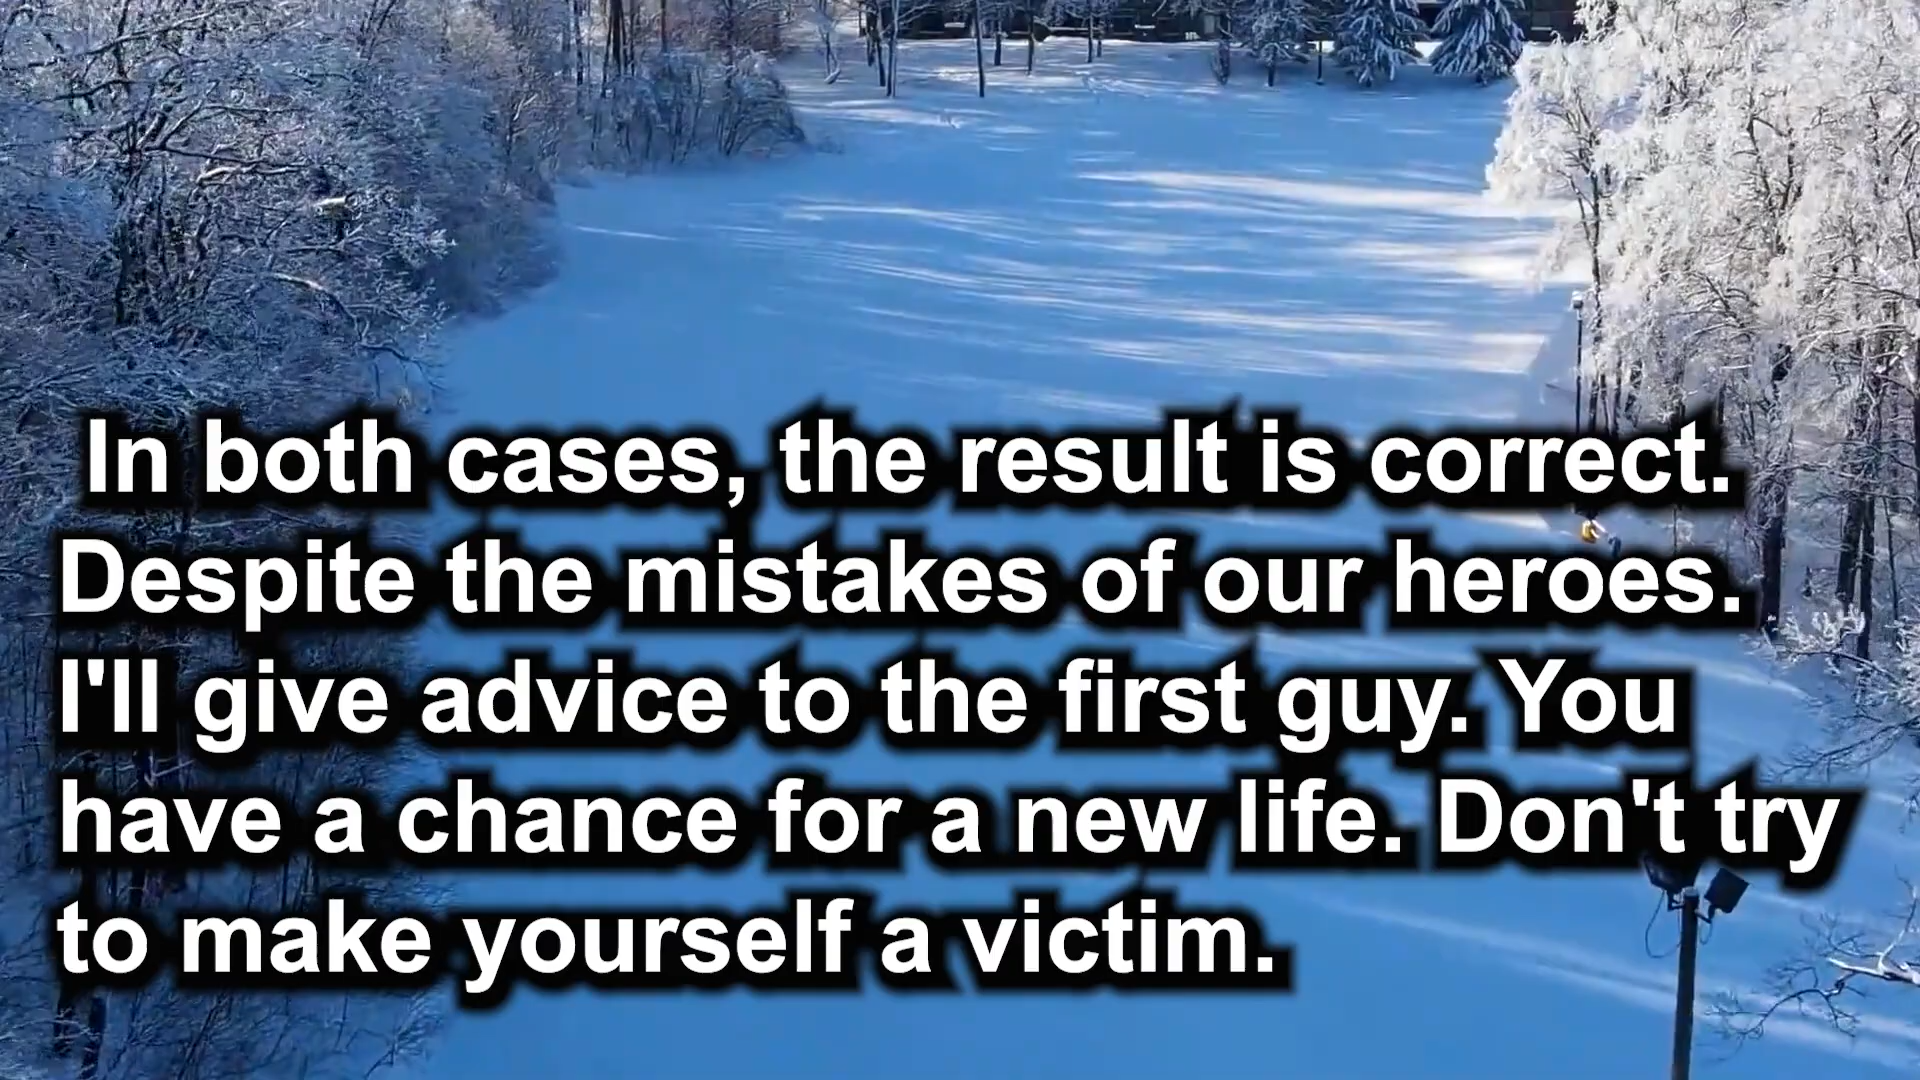 In both cases, the result is correct.
Despite the mistakes of our heroes.
I'll give advice to the first guy. You
have a chance for a new life. Don't try
to make yourself a victim.